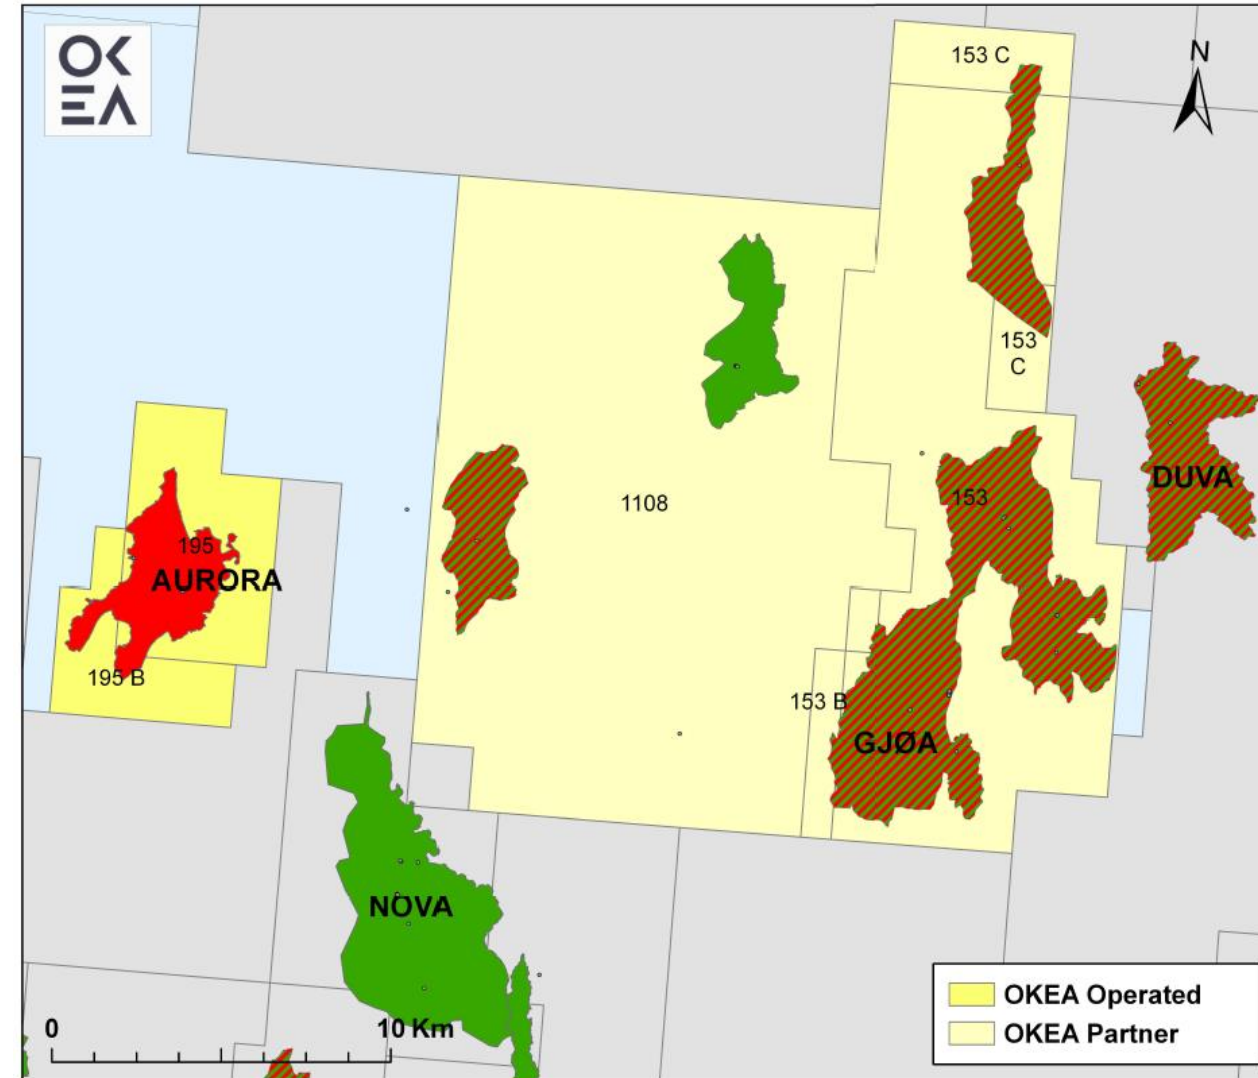 OK
EA
N
153 C
153
C
DUVA
1108
153
195
AURORA
195 B
153 B
GJØA
NOVA
0
10 Km
OKEA Operated
OKEA Partner